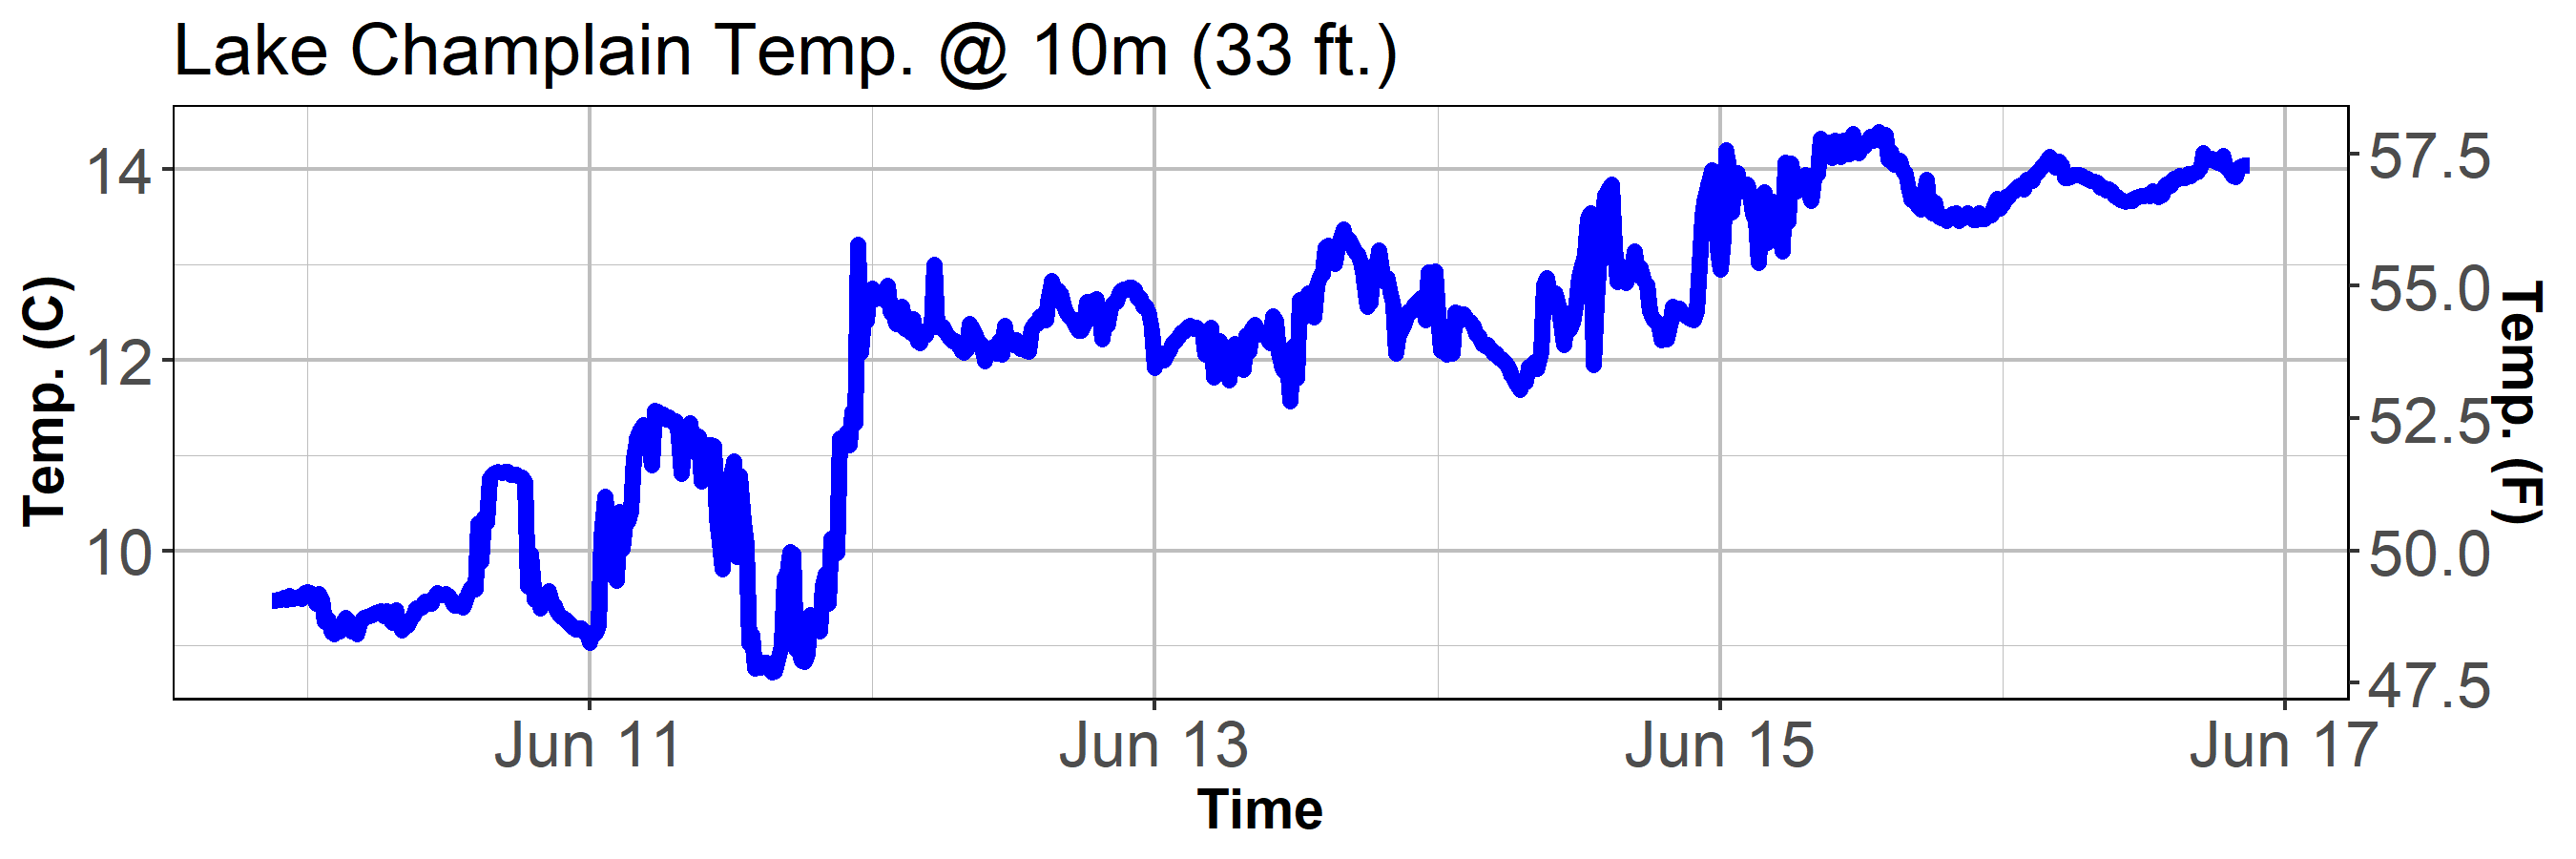 Lake Champlain Temp. @ 10m (33 ft.)
14
12
10
Temp. (C)
57.5
55.0
52.5
50.0
47.5
Temp. (F)
Jun 11 Jun 13 Jun 15 Jun 17
Time